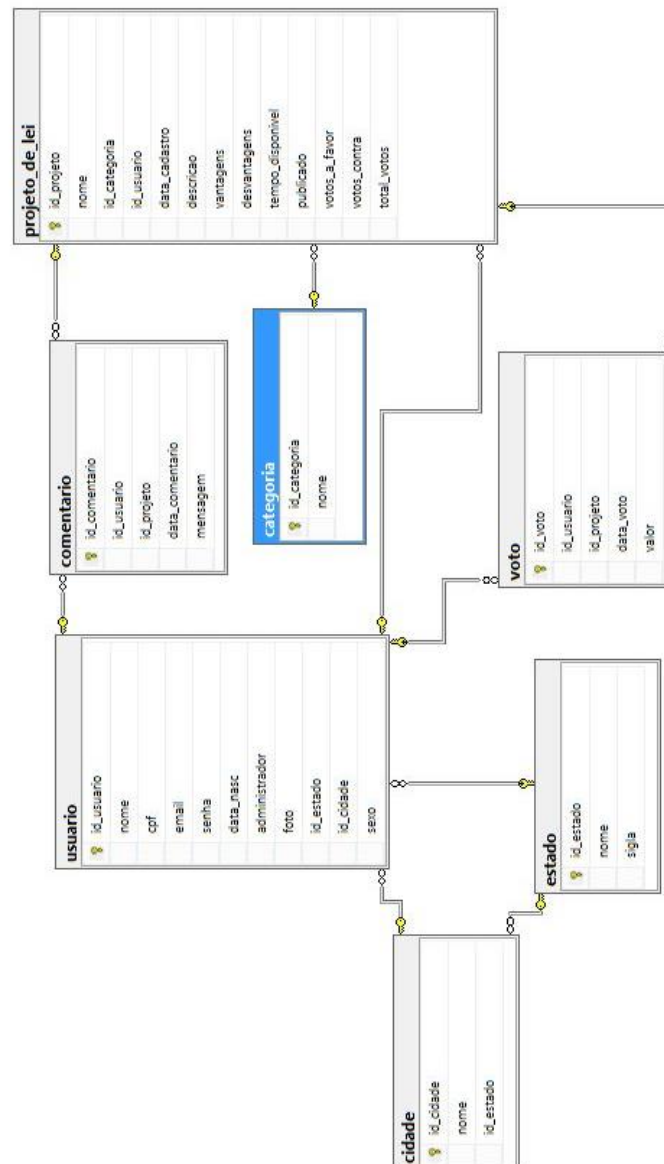 projeto_de_lei
id_projeto
nome
id_categoria
id_usuario
data_cadastro
descricao
vantagens
desvantagens
tempo_disponivel
publicado
votos_a_favor
votos_contra
total_votos
comentario
id_comentario
id_usuario
id_projeto
data_comentario
mensagem
categoria
id_categoria
nome
voto
id_voto
id_usuario
id_projeto
data_voto
valor
usuario
id_usuario
nome
cpf
email
senha
data_nasc
administrador
foto
id_estado
id_cidade
sexo
estado
id_estado
nome
sigla
cidade
id_cidade
nome
id_estado